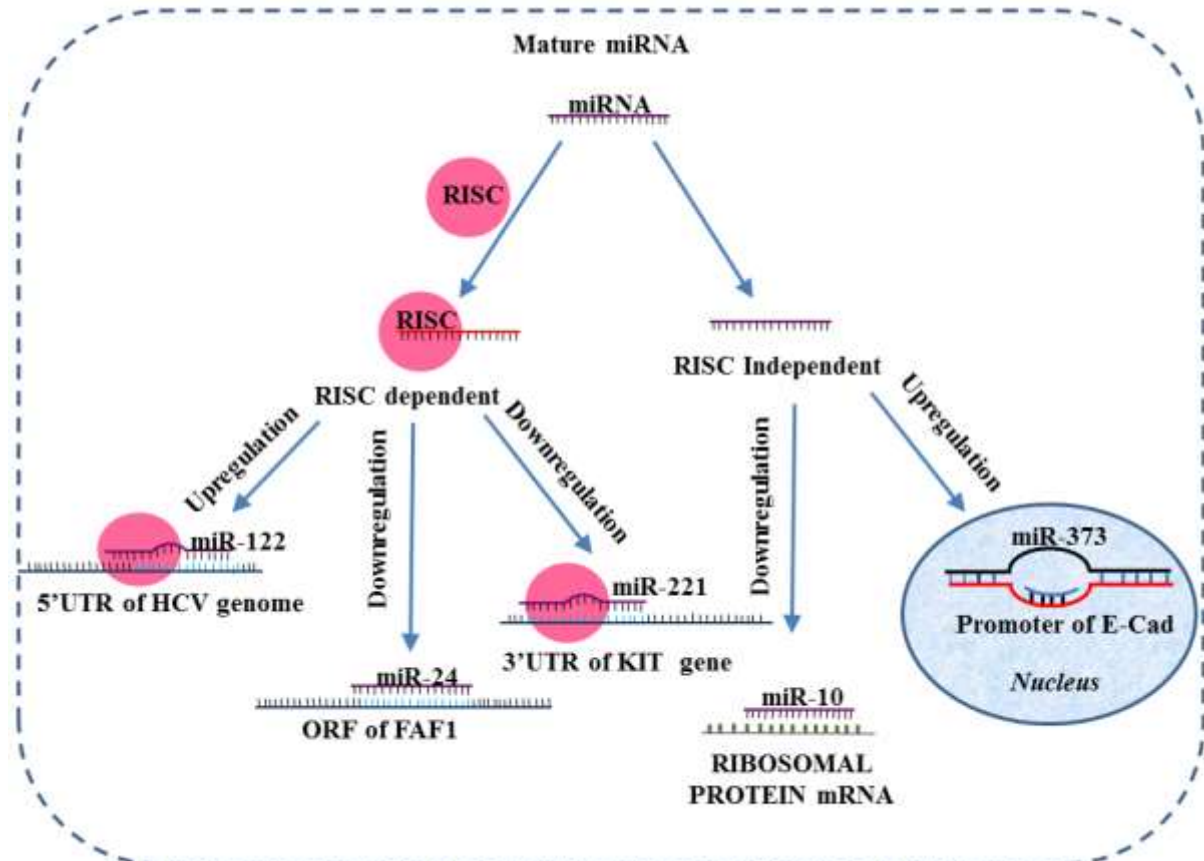 Mature miRNA
miRNA
RISC
RISC
RISC dependent
RISC Independent
Upregulation
Downregulation
Downregulation
Downregulation
Upregulation
miR-122
5’UTR of HCV genome
miR-24
ORF of FAF1
miR-221
3’UTR of KIT gene
miR-10
RIBOSOMAL
PROTEIN mRNA
miR-373
Promoter of E-Cad
Nucleus